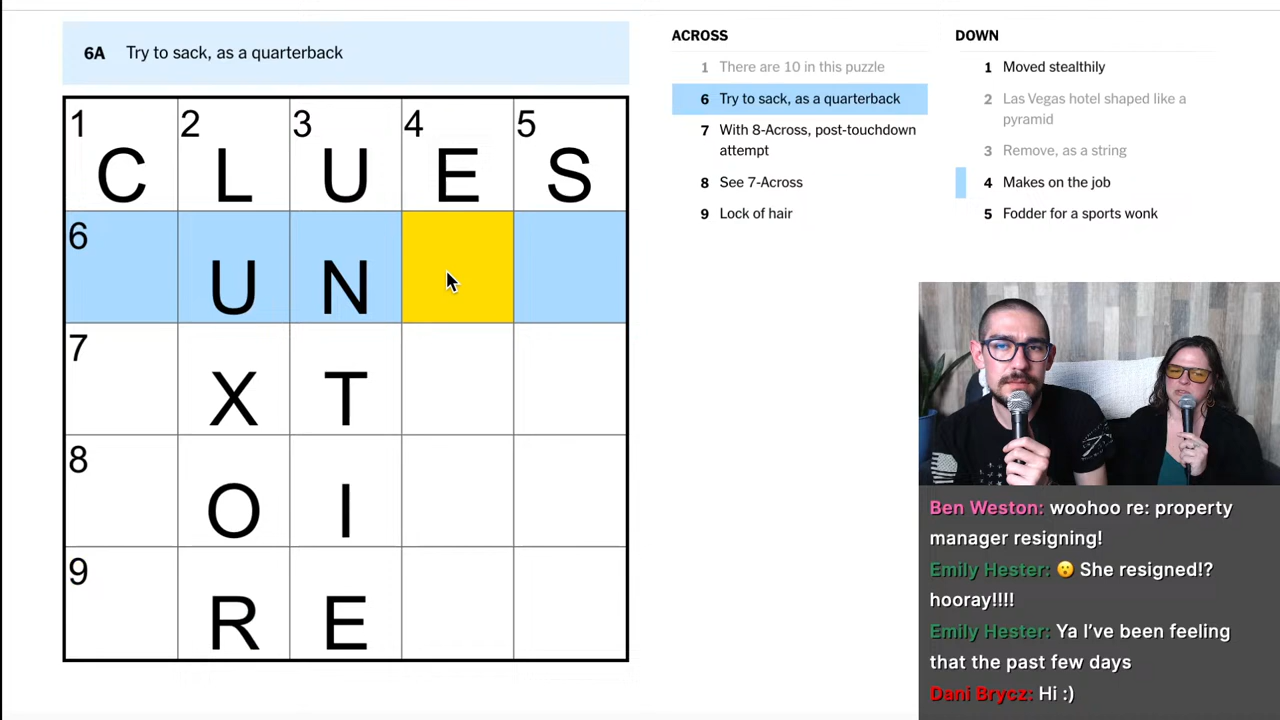 6A Try to sack, as a quarterback
1 2 3 4 5
C L U E S
6
U N
7
X T
8
O I
9
R E
ACROSS
1 There are 10 in this puzzle
6 Try to sack, as a quarterback
7 With 8-Across, post-touchdown
attempt
8 See 7-Across
9 Lock of hair
DOWN
1 Moved stealthily
2 Las Vegas hotel shaped like a
pyramid
3 Remove, as a string
4 Makes on the job
5 Fodder for a sports wonk
Ben Weston: woohoo re: property
manager resigning!
Emily Hester: 😮 She resigned!?
hooray!!!!
Emily Hester: Ya I've been feeling
that the past few days
Dani Brycz: Hi :)